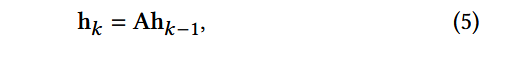 h_k = Ah_{k−1}, (5)